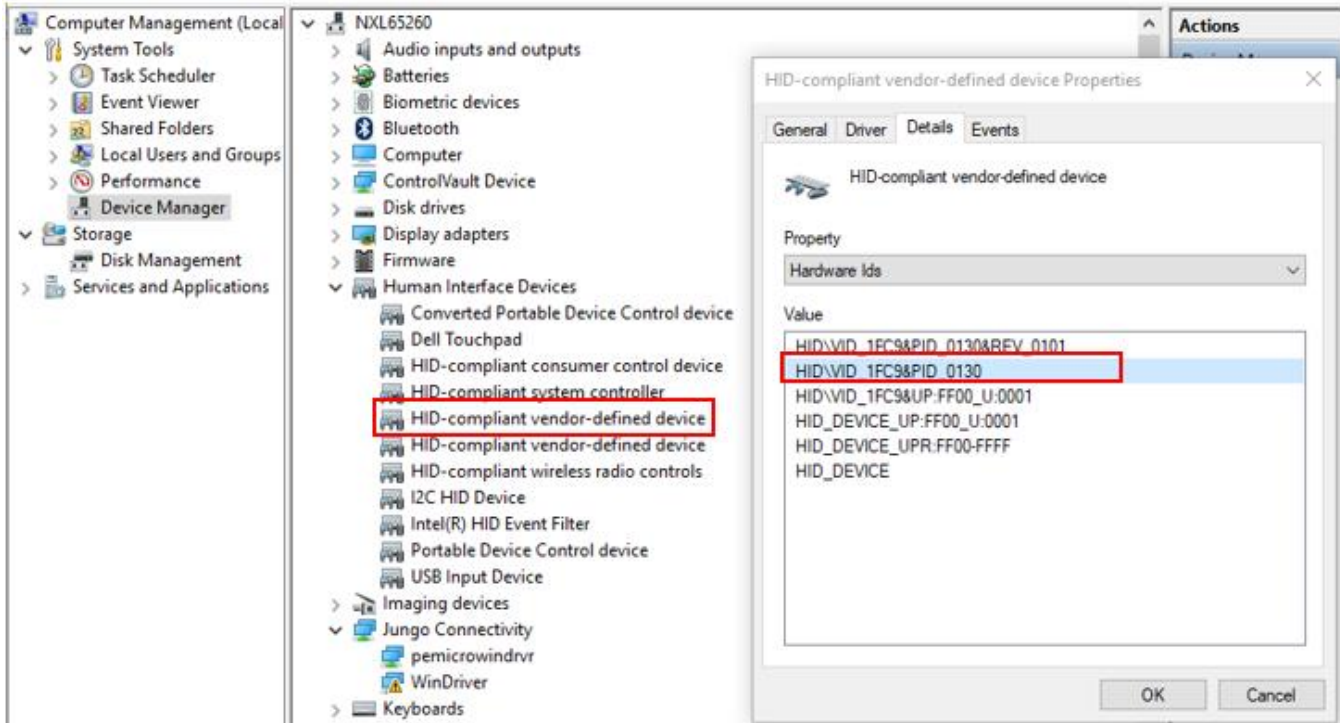 Computer Management (Local
System Tools
Task Scheduler
Event Viewer
Shared Folders
Local Users and Groups
Performance
Device Manager
Storage
Disk Management
Services and Applications
NXL65260
Audio inputs and outputs
Batteries
Biometric devices
Bluetooth
Computer
ControlVault Device
Disk drives
Display adapters
Firmware
Human Interface Devices
Converted Portable Device Control device
Dell Touchpad
HID-compliant consumer control device
HID-compliant system controller
HID-compliant vendor-defined device
HID-compliant vendor-defined device
HID-compliant wireless radio controls
I2C HID Device
Intel(R) HID Event Filter
Portable Device Control device
USB Input Device
Imaging devices
Jungo Connectivity
pemicrowindrvr
WinDriver
Keyboards
Actions
HID-compliant vendor-defined device Properties
General Driver Details Events
HID-compliant vendor-defined device
Property
Hardware Ids
Value
HID\VID_1FC9&PID_0130&REV_0101
HID\VID_1FC9&PID_0130
HID\VID_1FC9&UP:FF00_U:0001
HID_DEVICE_UP:FF00_U:0001
HID_DEVICE_UPR:FF00-FFFF
HID_DEVICE
OK Cancel